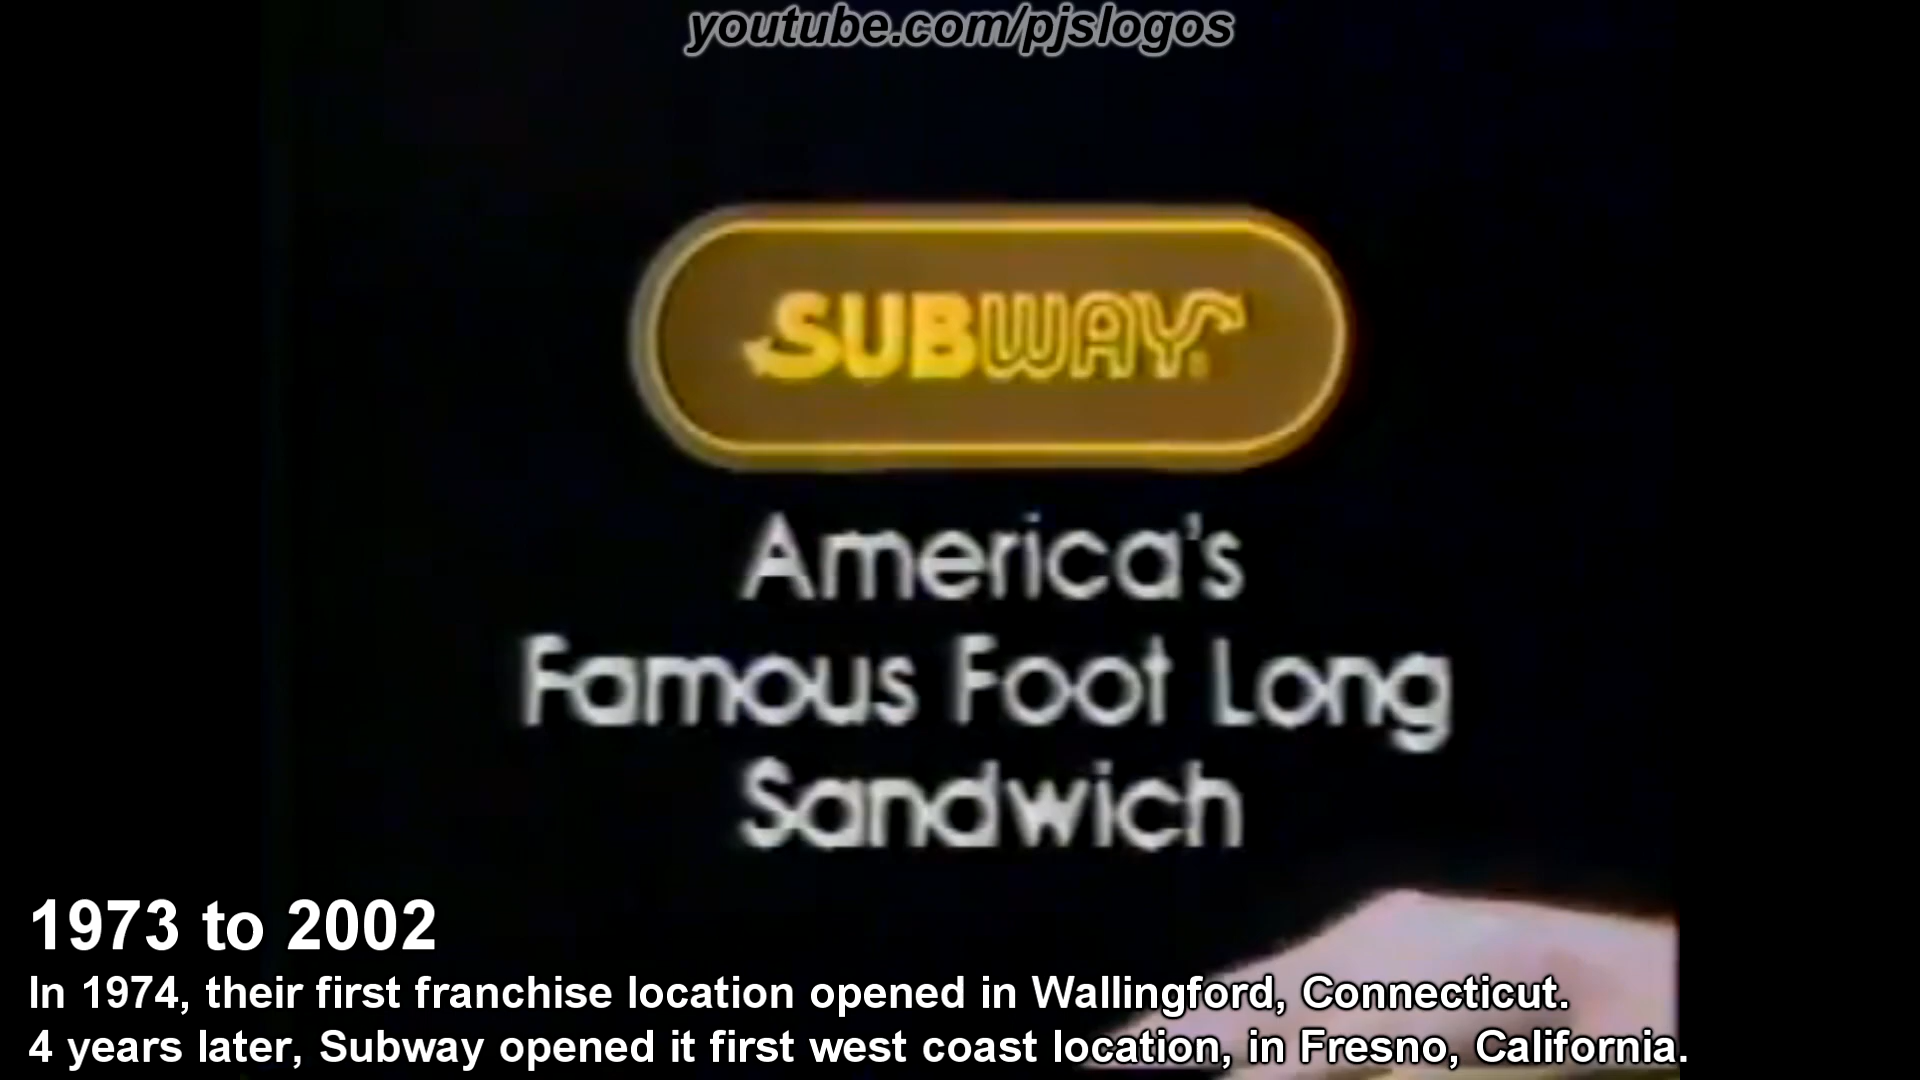 youtube.com/pjslogos
SUBWAY®
America's
Famous Foot Long
Sandwich
1973 to 2002
In 1974, their first franchise location opened in Wallingford, Connecticut.
4 years later, Subway opened it first west coast location, in Fresno, California.